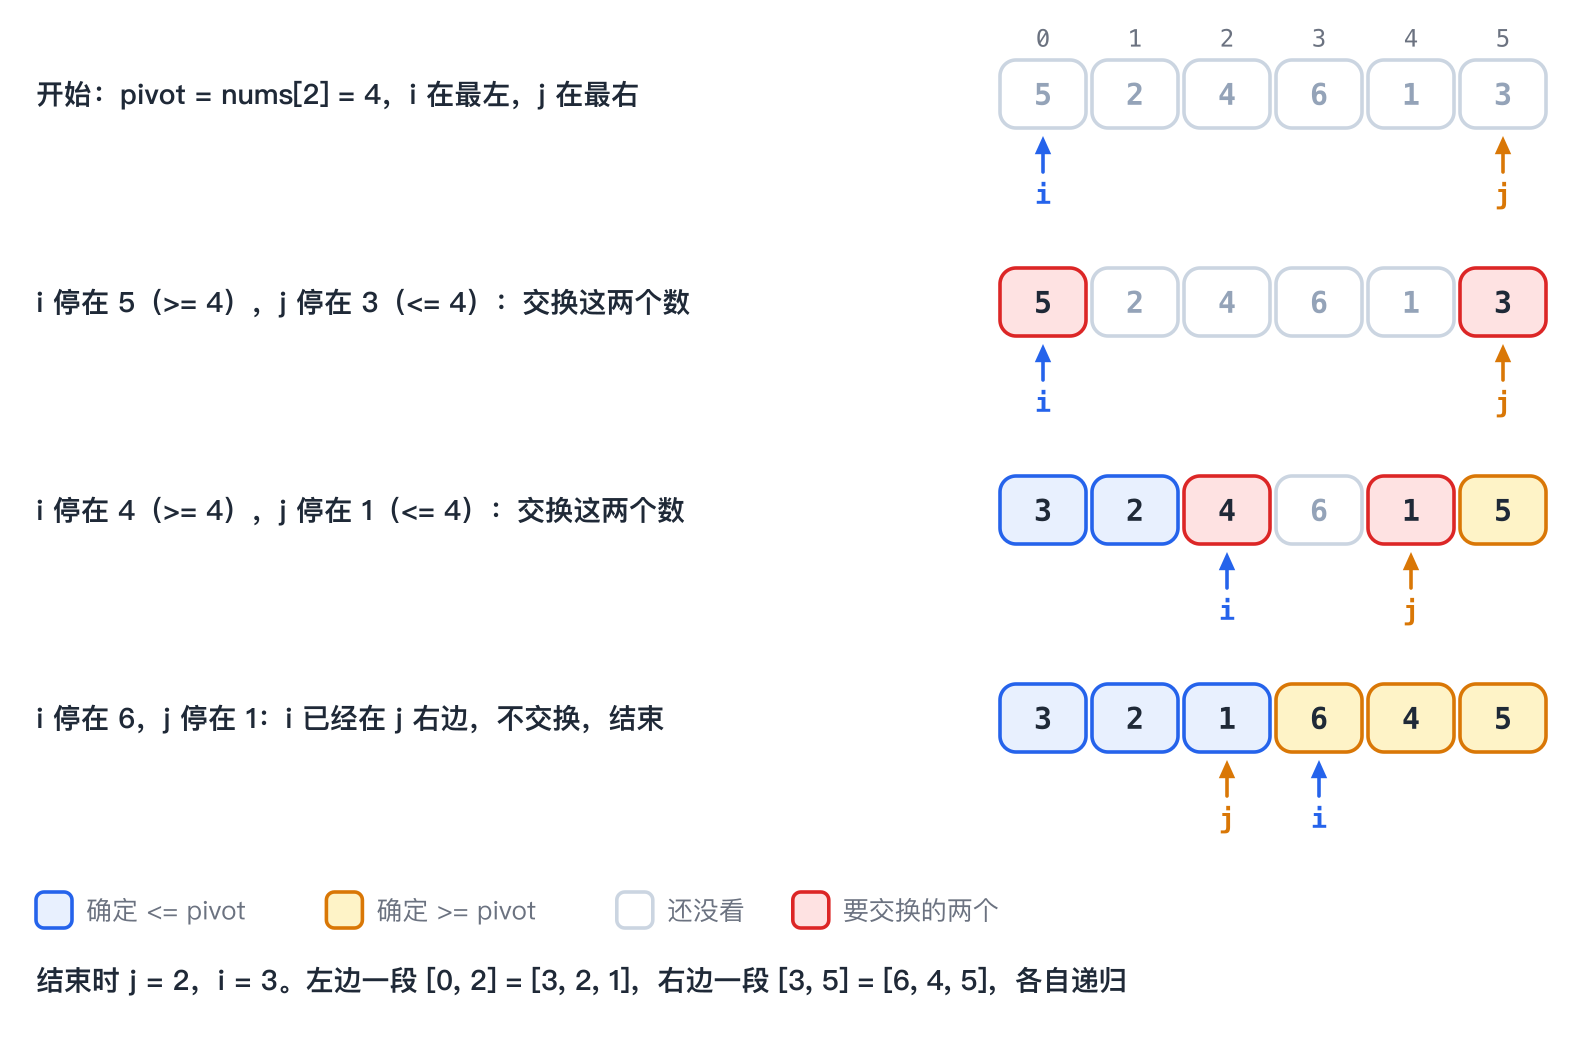 0 1 2 3 4 5
开始：pivot = nums[2] = 4，i 在最左，j 在最右 5 2 4 6 1 3
i j
i 停在 5（>= 4），j 停在 3（<= 4）：交换这两个数 5 2 4 6 1 3
i j
i 停在 4（>= 4），j 停在 1（<= 4）：交换这两个数 3 2 4 6 1 5
i j
i 停在 6，j 停在 1：i 已经在 j 右边，不交换，结束 3 2 1 6 4 5
j i
确定 <= pivot 确定 >= pivot 还没看 要交换的两个
结束时 j = 2，i = 3。左边一段 [0, 2] = [3, 2, 1]，右边一段 [3, 5] = [6, 4, 5]，各自递归